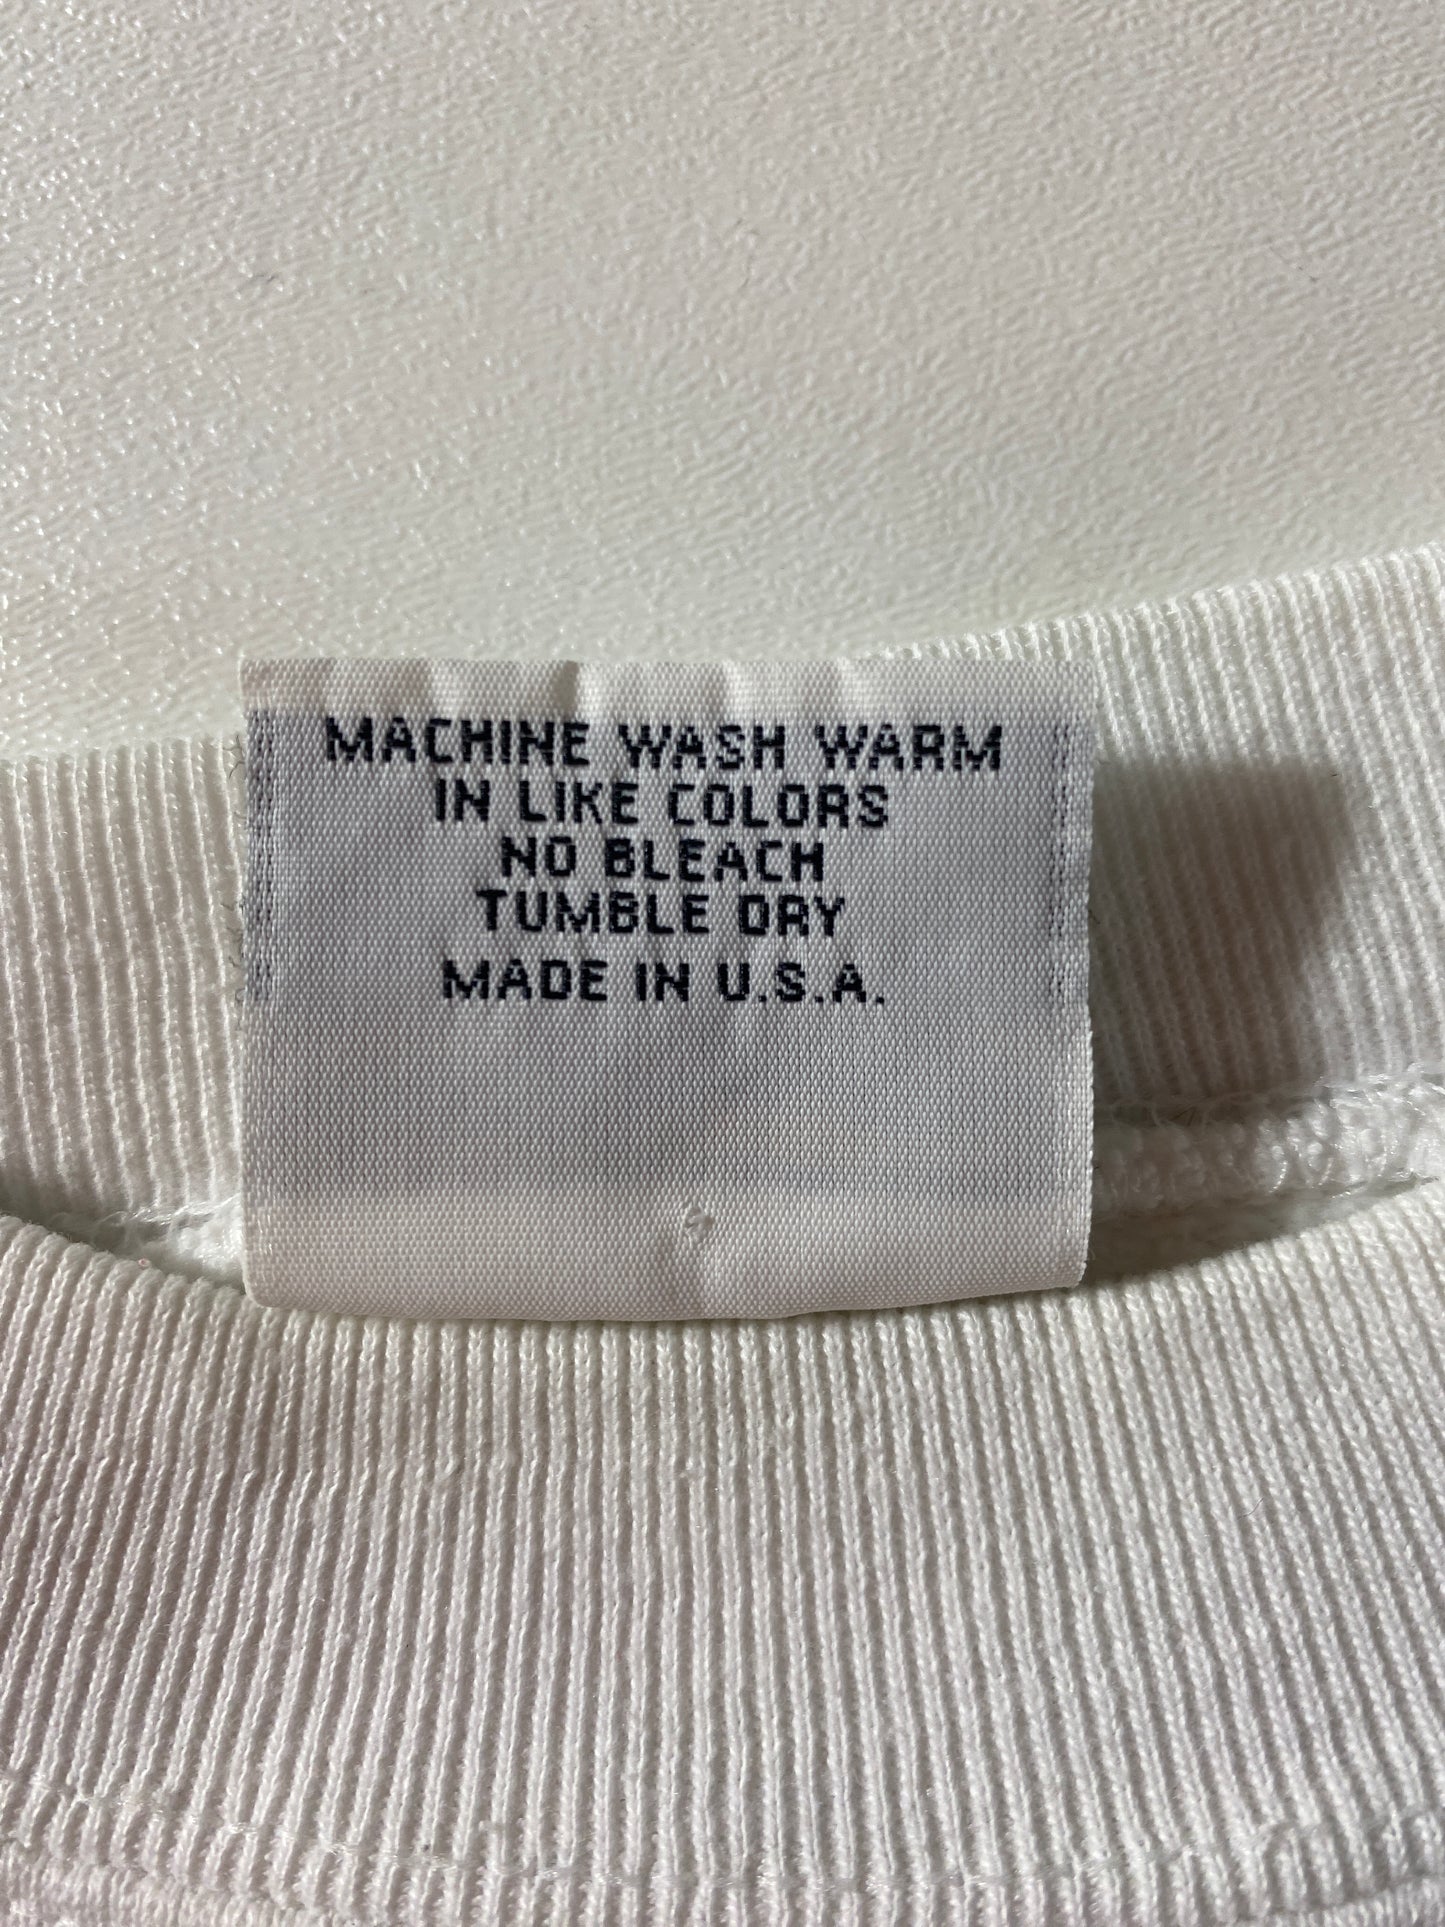 MACHINE WASH WARM
IN LIKE COLORS
NO BLEACH
TUMBLE DRY
MADE IN U.S.A.